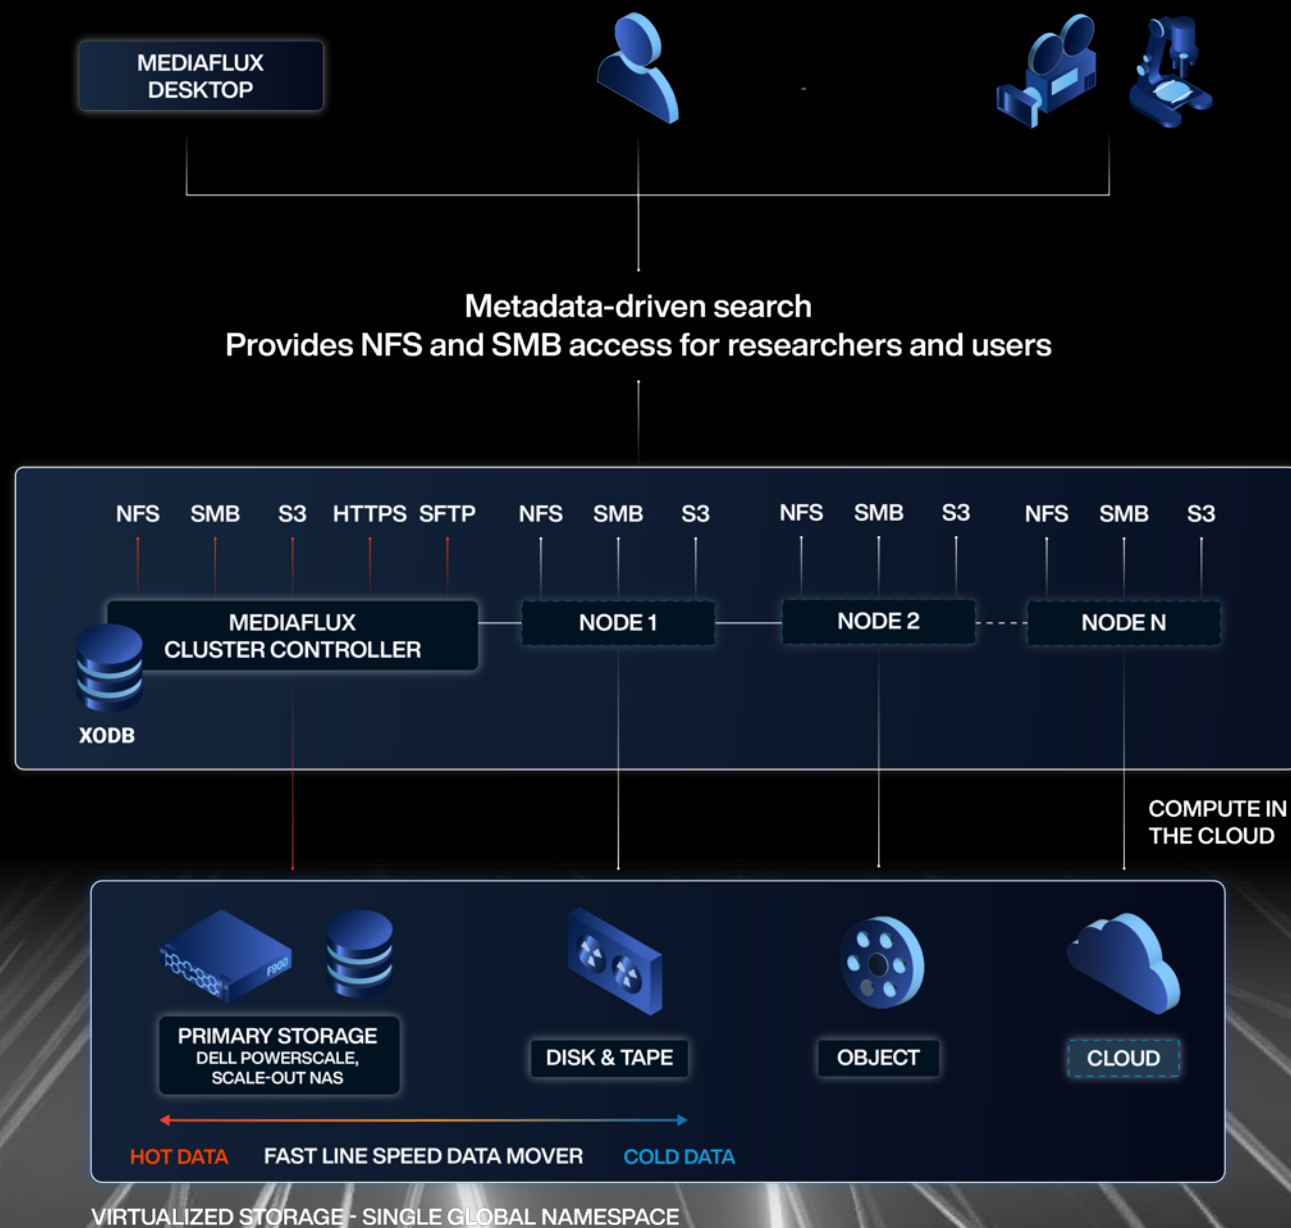 MEDIAFLUX
DESKTOP
Metadata-driven search
Provides NFS and SMB access for researchers and users
NFS SMB S3 HTTPS SFTP NFS SMB S3 NFS SMB S3 NFS SMB S3
MEDIAFLUX
CLUSTER CONTROLLER
NODE 1
NODE 2
NODE N
XODB
COMPUTE IN
THE CLOUD
F900
PRIMARY STORAGE
DELL POWERSCALE,
SCALE-OUT NAS
DISK & TAPE
OBJECT
CLOUD
HOT DATA FAST LINE SPEED DATA MOVER COLD DATA
VIRTUALIZED STORAGE - SINGLE GLOBAL NAMESPACE